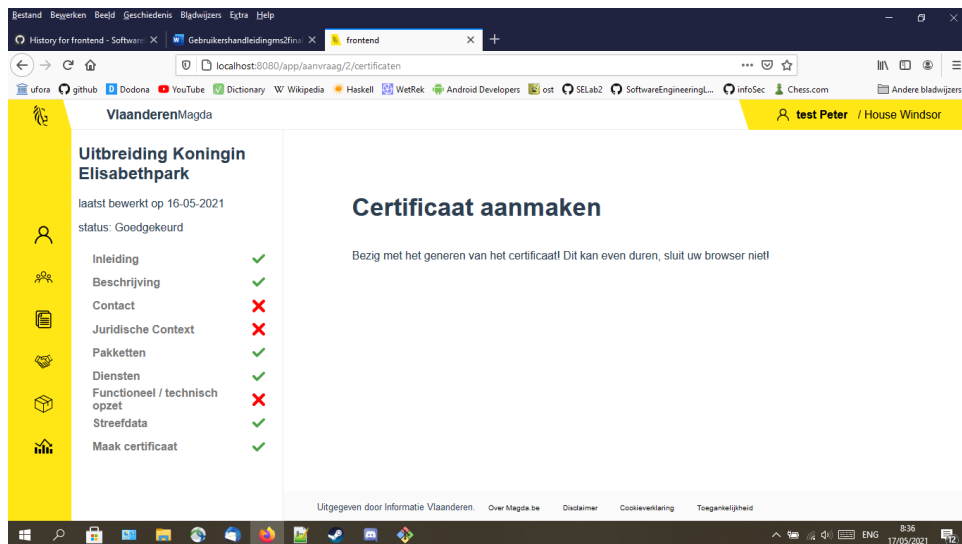 Bestand Bewerken Beeld Geschiedenis Bladwijzers Extra Help
History for frontend - Software
Gebruikershandleidingms2fina
frontend
localhost:8080/app/aanvraag/2/certificaten
ufora github Dodona YouTube Dictionary Wikipedia Haskell WetRek Android Developers ost SELab2 SoftwareEngineeringL... infoSec Chess.com Andere bladwijzers
VlaanderenMagda
test Peter / House Windsor
Uitbreiding Koningin
Elisabethpark
laatst bewerkt op 16-05-2021
status: Goedgekeurd
Inleiding
Beschrijving
Contact
Juridische Context
Pakketten
Diensten
Functioneel / technisch
opzet
Streefdata
Maak certificaat
Certificaat aanmaken
Bezig met het generen van het certificaat! Dit kan even duren, sluit uw browser niet!
Uitgegeven door Informatie Vlaanderen. Over Magda.be Disclaimer Cookieverklaring Toegankelijkheid
ENG
8:36
17/05/2021
12